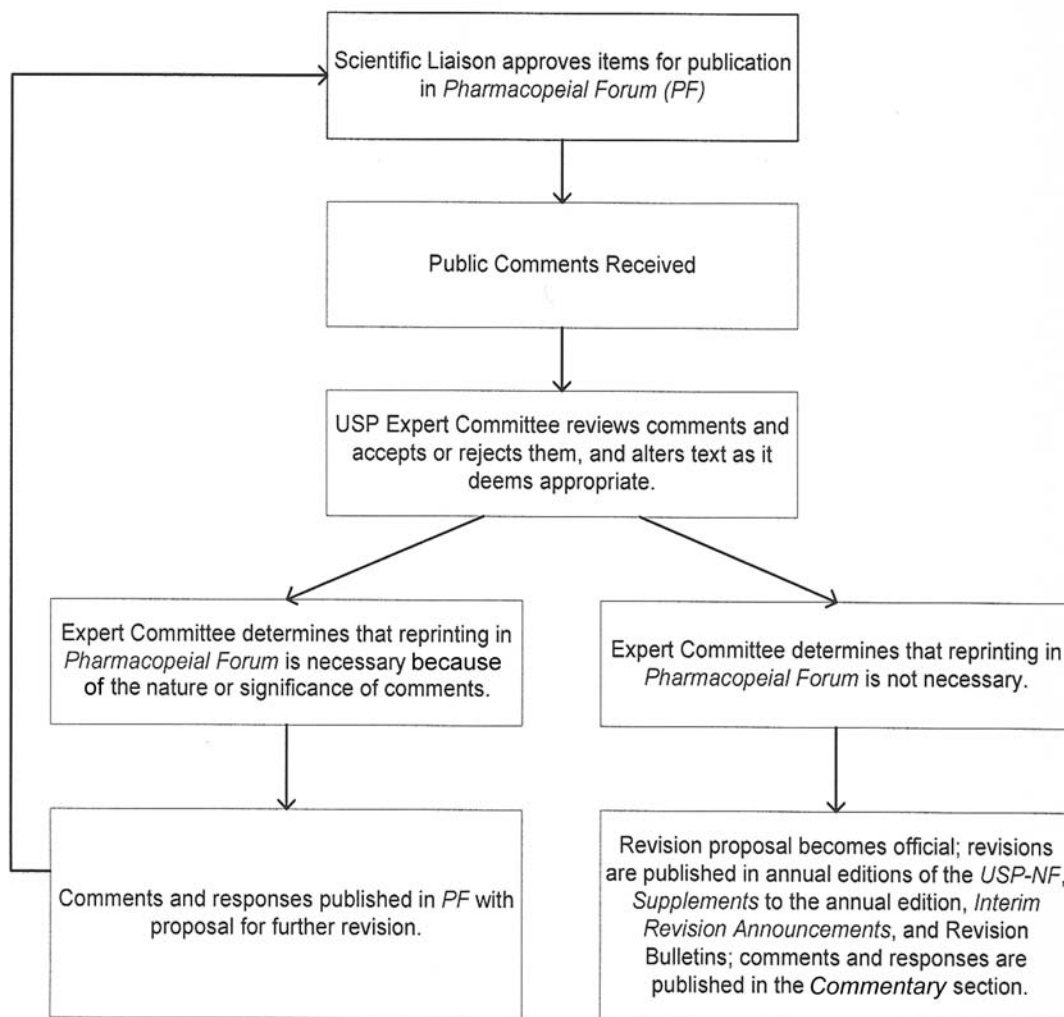 Scientific Liaison approves items for publication
in Pharmacopeial Forum (PF)
Public Comments Received
USP Expert Committee reviews comments and
accepts or rejects them, and alters text as it
deems appropriate.
Expert Committee determines that reprinting in
Pharmacopeial Forum is necessary because
of the nature or significance of comments.
Expert Committee determines that reprinting in
Pharmacopeial Forum is not necessary.
Comments and responses published in PF with
proposal for further revision.
Revision proposal becomes official; revisions
are published in annual editions of the USP-NF,
Supplements to the annual edition, Interim
Revision Announcements, and Revision
Bulletins; comments and responses are
published in the Commentary section.